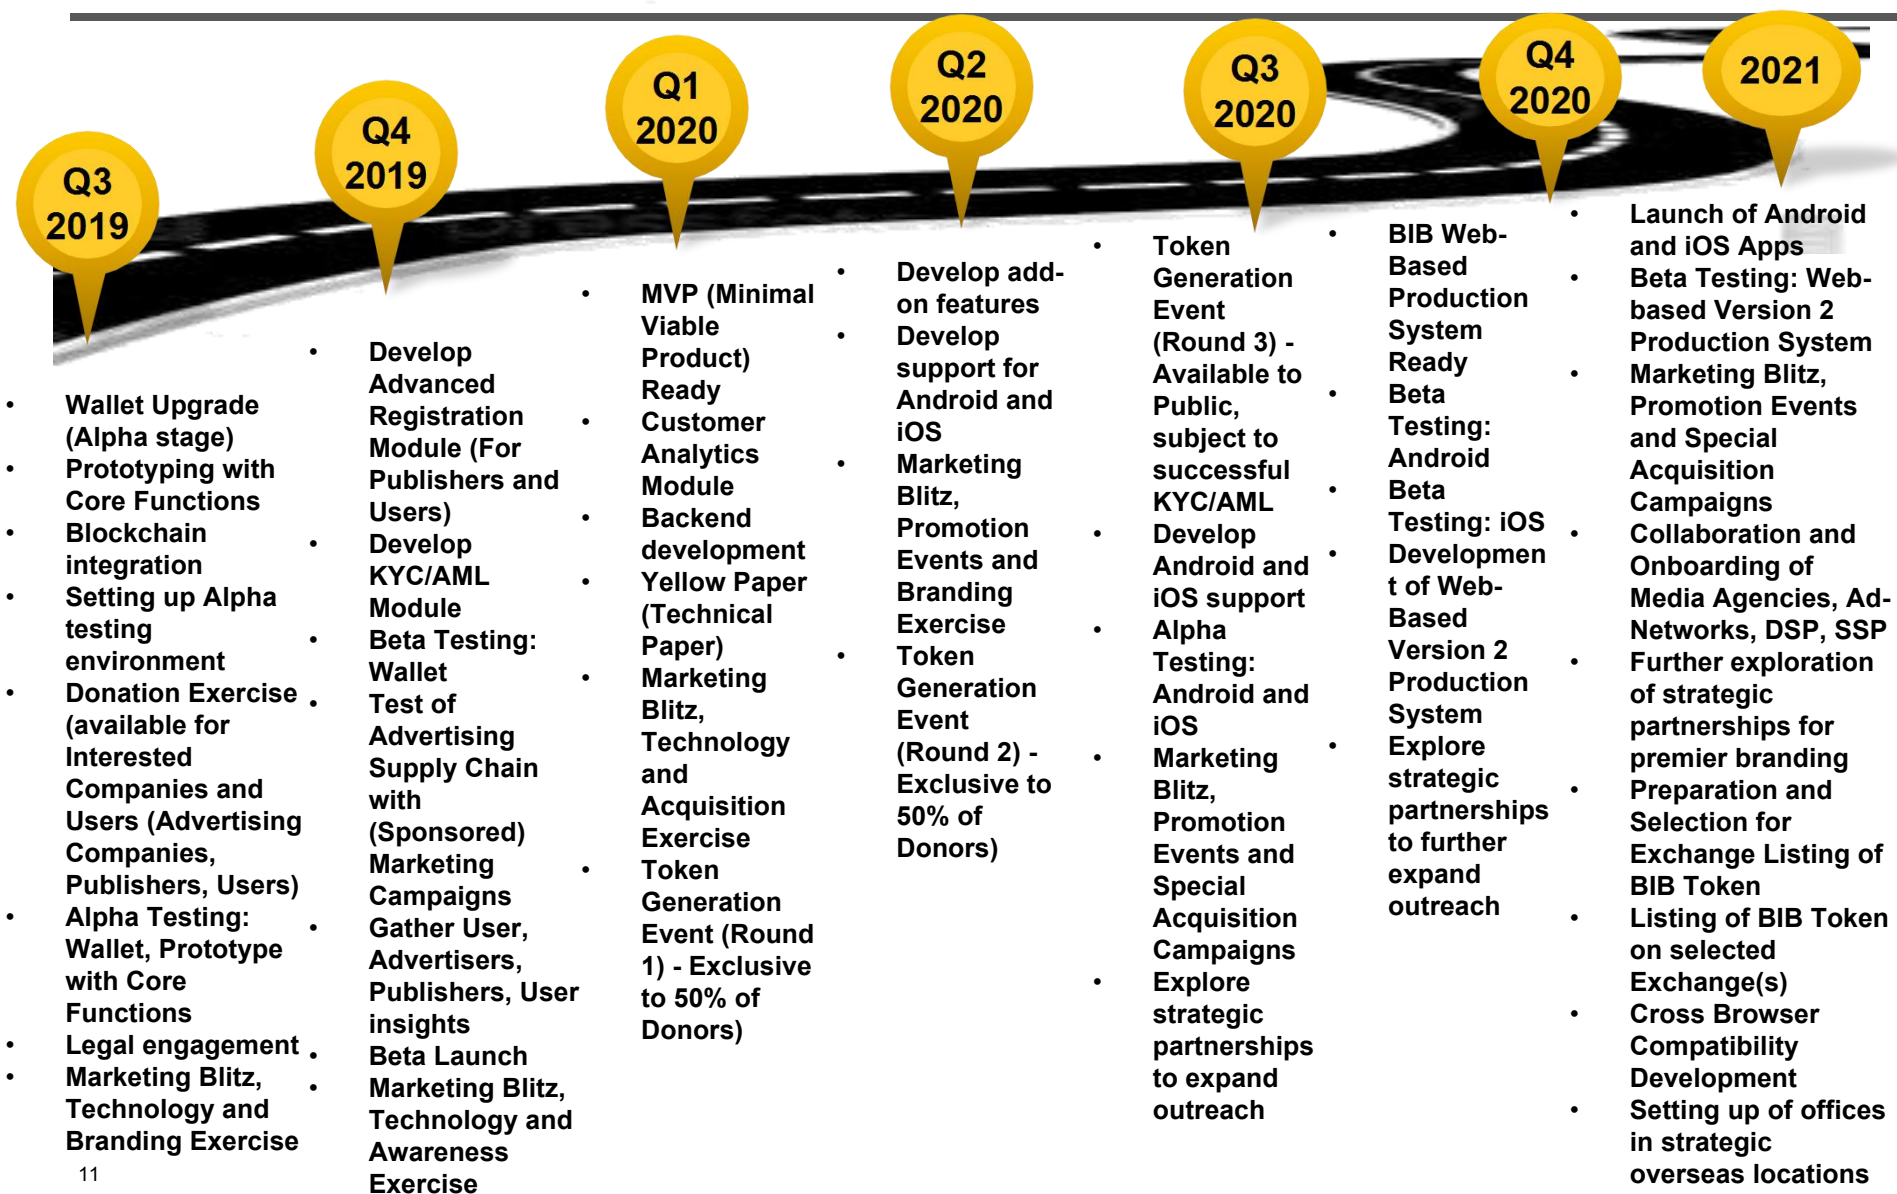 Q3
2019
• Wallet Upgrade
(Alpha stage)
• Prototyping with
Core Functions
• Blockchain
integration
• Setting up Alpha
testing
environment
• Donation Exercise
(available for
Interested
Companies and
Users (Advertising
Companies,
Publishers, Users)
• Alpha Testing:
Wallet, Prototype
with Core
Functions
• Legal engagement
• Marketing Blitz,
Technology and
Branding Exercise
Q4
2019
• Develop
Advanced
Registration
Module (For
Publishers and
Users)
• Develop
KYC/AML
Module
• Beta Testing:
Wallet
• Test of
Advertising
Supply Chain
with
(Sponsored)
Marketing
Campaigns
• Gather User,
Advertisers,
Publishers, User
insights
• Beta Launch
• Marketing Blitz,
Technology and
Awareness
Exercise
Q1
2020
• MVP (Minimal
Viable
Product)
Ready
• Customer
Analytics
Module
• Backend
development
• Yellow Paper
(Technical
Paper)
• Marketing
Blitz,
Technology
and
Acquisition
Exercise
• Token
Generation
Event (Round
1) - Exclusive
to 50% of
Donors)
Q2
2020
• Develop add-
on features
• Develop
support for
Android and
iOS
• Marketing
Blitz,
Promotion
Events and
Branding
Exercise
• Token
Generation
Event
(Round 2) -
Exclusive to
50% of
Donors)
Q3
2020
• Token
Generation
Event
(Round 3) -
Available to
Public,
subject to
successful
KYC/AML
• Develop
Android and
iOS support
• Alpha
Testing:
Android and
iOS
• Marketing
Blitz,
Promotion
Events and
Special
Acquisition
Campaigns
• Explore
strategic
partnerships
to expand
outreach
Q4
2020
• BIB Web-
Based
Production
System
Ready
• Beta
Testing:
Android
• Beta
Testing: iOS
• Developmen
t of Web-
Based
Version 2
Production
System
• Explore
strategic
partnerships
to further
expand
outreach
2021
• Launch of Android
and iOS Apps
• Beta Testing: Web-
based Version 2
Production System
• Marketing Blitz,
Promotion Events
and Special
Acquisition
Campaigns
• Collaboration and
Onboarding of
Media Agencies, Ad-
Networks, DSP, SSP
• Further exploration
of strategic
partnerships for
premier branding
• Preparation and
Selection for
Exchange Listing of
BIB Token
• Listing of BIB Token
on selected
Exchange(s)
• Cross Browser
Compatibility
Development
• Setting up of offices
in strategic
overseas locations
11